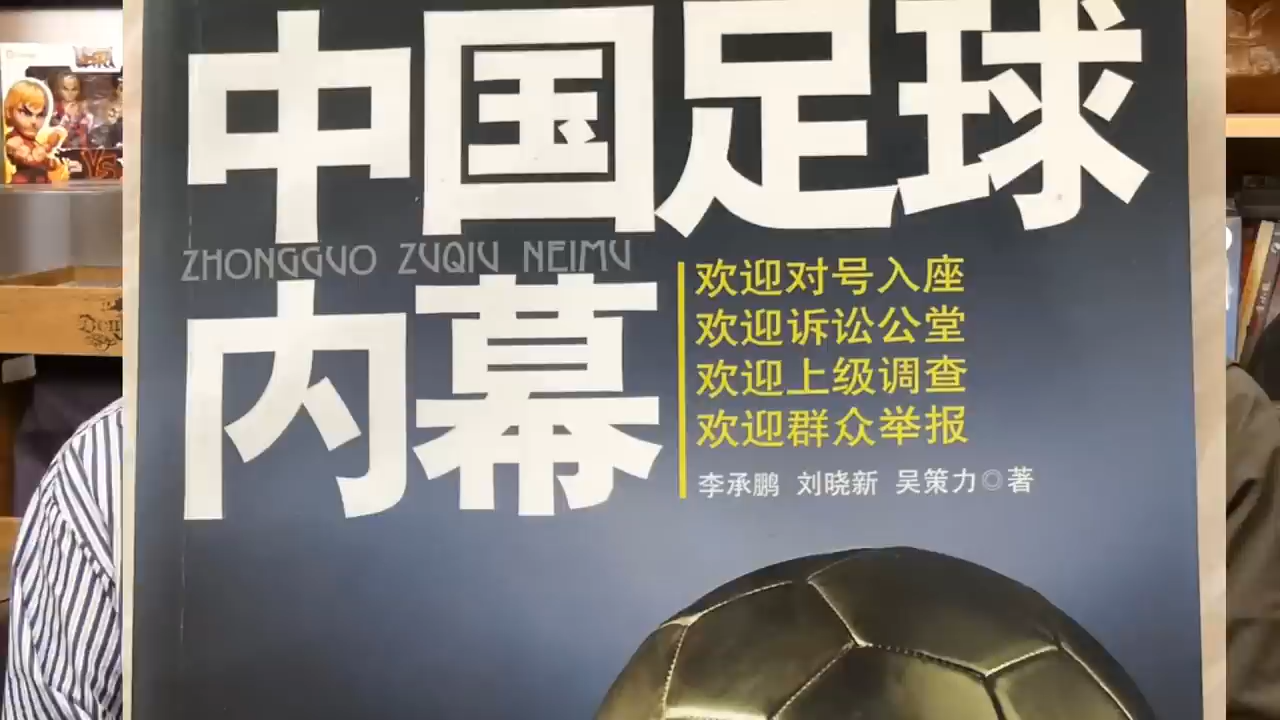 中国足球
ZHONGGUO ZUQIU NEIMU
内幕
欢迎对号入座
欢迎诉讼公堂
欢迎上级调查
欢迎群众举报
李承鹏 刘晓新 吴策力◎著
VS